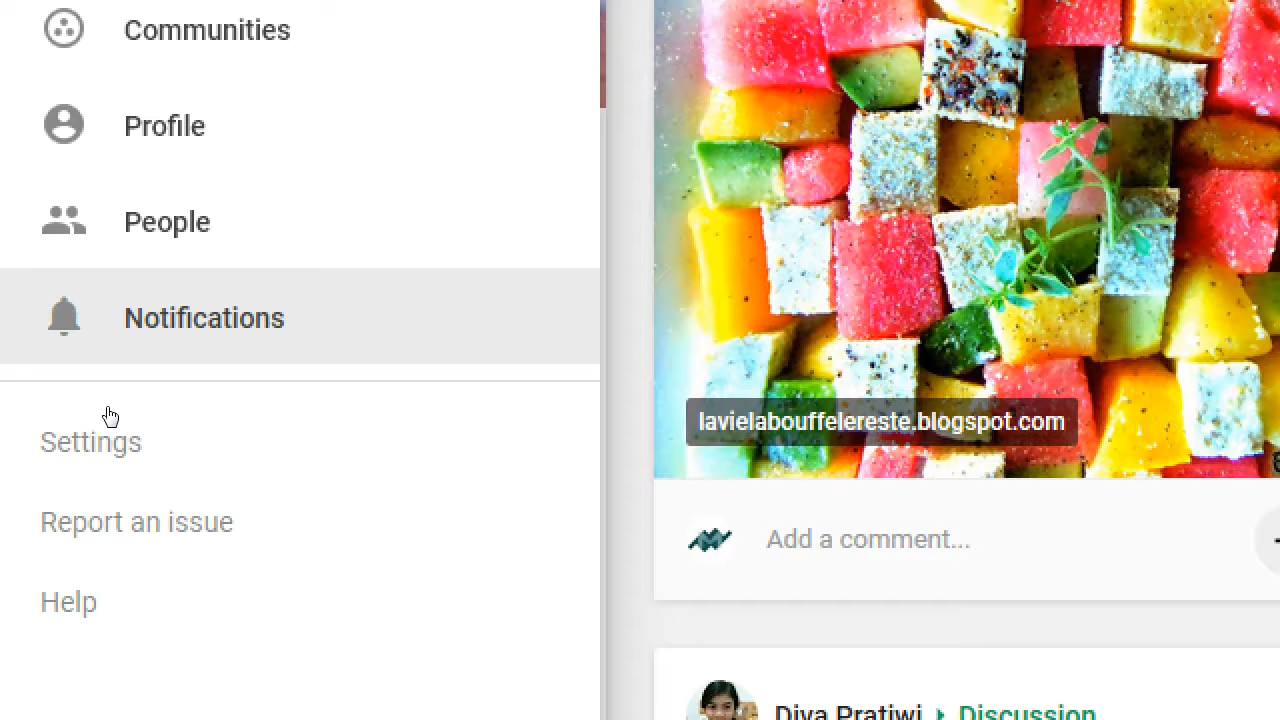 Communities
Profile
People
Notifications
Settings
Report an issue
Help
lavielabouffelereste.blogspot.com
Add a comment...
Diva Pratiwi
Discussion